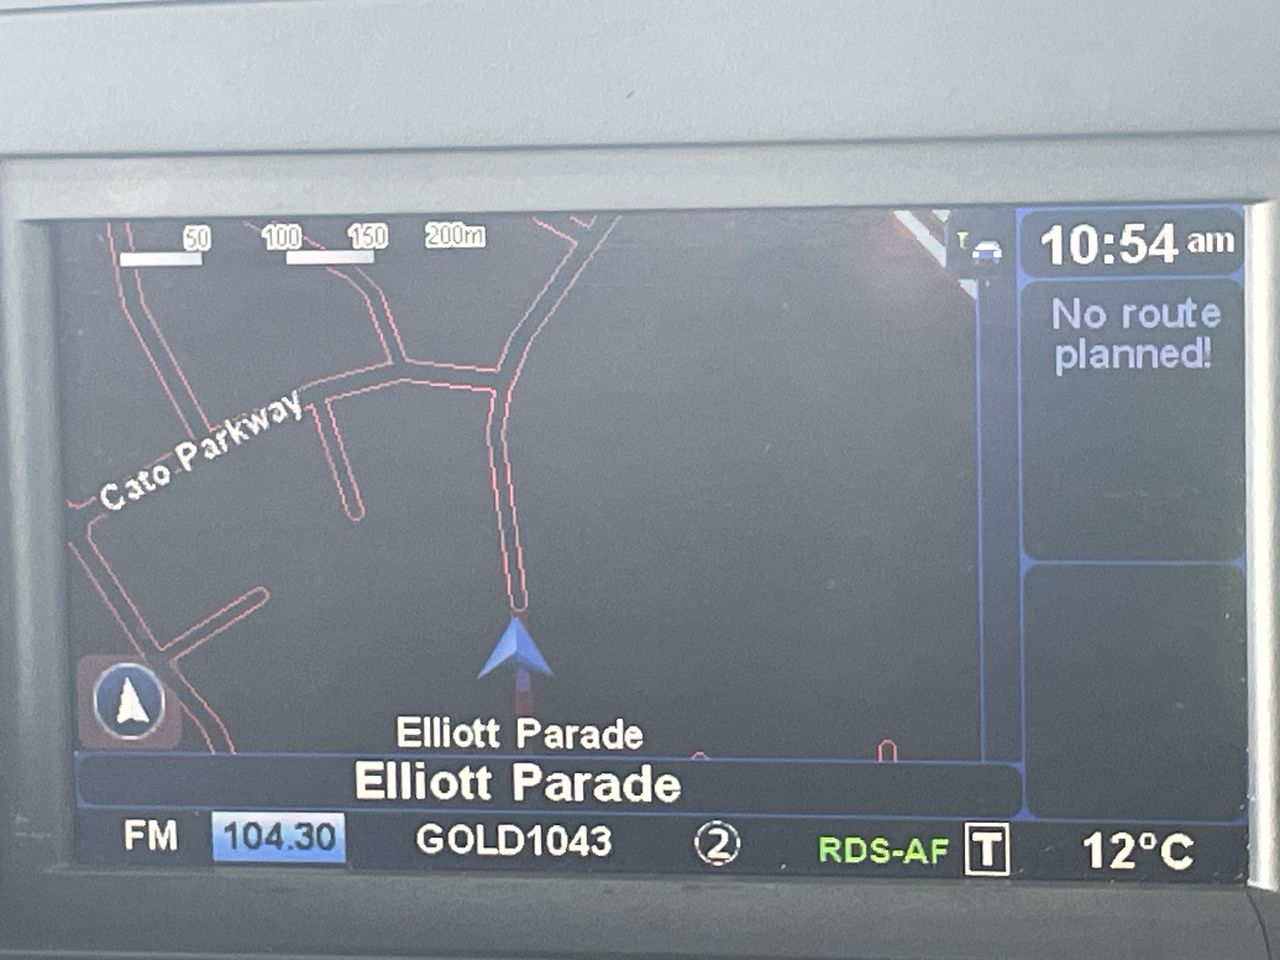 50 100 150 200m
T
10:54 am
No route
planned!
Cato Parkway
Elliott Parade
Elliott Parade
FM 104.30 GOLD1043 2 RDS-AF T 12°C